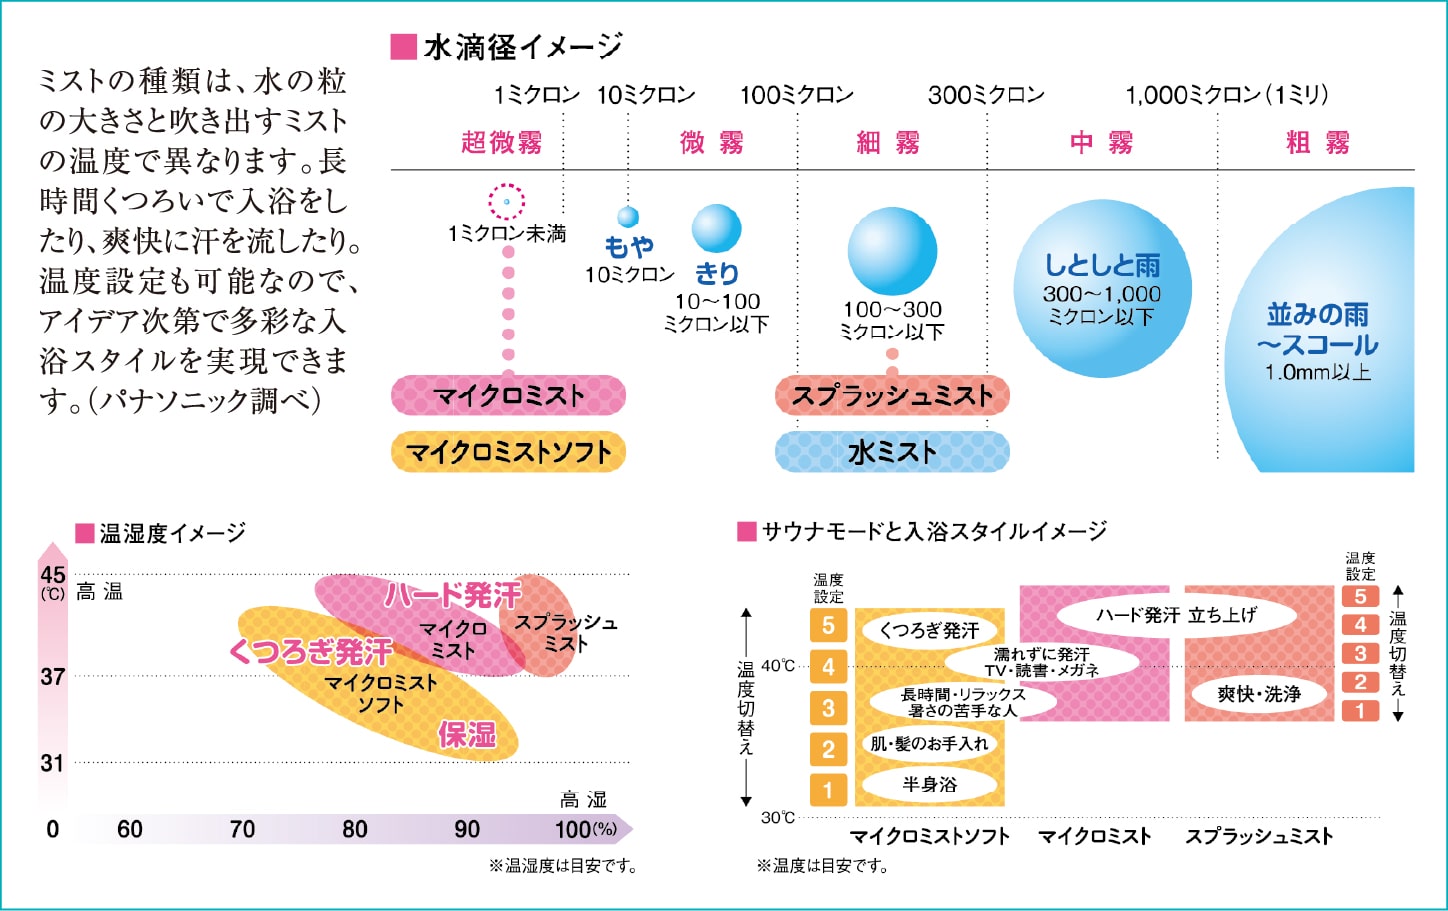 ミストの種類は、水の粒
の大きさと吹き出すミスト
の温度で異なります。長
時間くつろいで入浴をし
たり、爽快に汗を流したり。
温度設定も可能なので、
アイデア次第で多彩な入
浴スタイルを実現できま
す。（パナソニック調べ）
■水滴径イメージ
1ミクロン 10ミクロン 100ミクロン 300ミクロン 1,000ミクロン（1ミリ）
超微霧 微霧 細霧 中霧 粗霧
1ミクロン未満
もや
10ミクロン
きり
10〜100
ミクロン以下
100〜300
ミクロン以下
しとしと雨
300〜1,000
ミクロン以下
並みの雨
〜スコール
1.0mm以上
マイクロミスト
スプラッシュミスト
マイクロミストソフト
水ミスト
■温湿度イメージ
45
(℃)
高温
37
31
ハード発汗
マイクロ
ミスト
スプラッシュ
ミスト
くつろぎ発汗
マイクロミスト
ソフト
保湿
高湿
0 60 70 80 90 100(%)
※温湿度は目安です。
■サウナモードと入浴スタイルイメージ
温度
設定
5
4
3
2
1
温度切替え
40℃
30℃
くつろぎ発汗
ハード発汗 立ち上げ
濡れずに発汗
TV・読書・メガネ
長時間・リラックス
暑さの苦手な人
爽快・洗浄
肌・髪のお手入れ
半身浴
温度
設定
5
4
3
2
1
温度切替え
マイクロミストソフト マイクロミスト スプラッシュミスト
※温度は目安です。